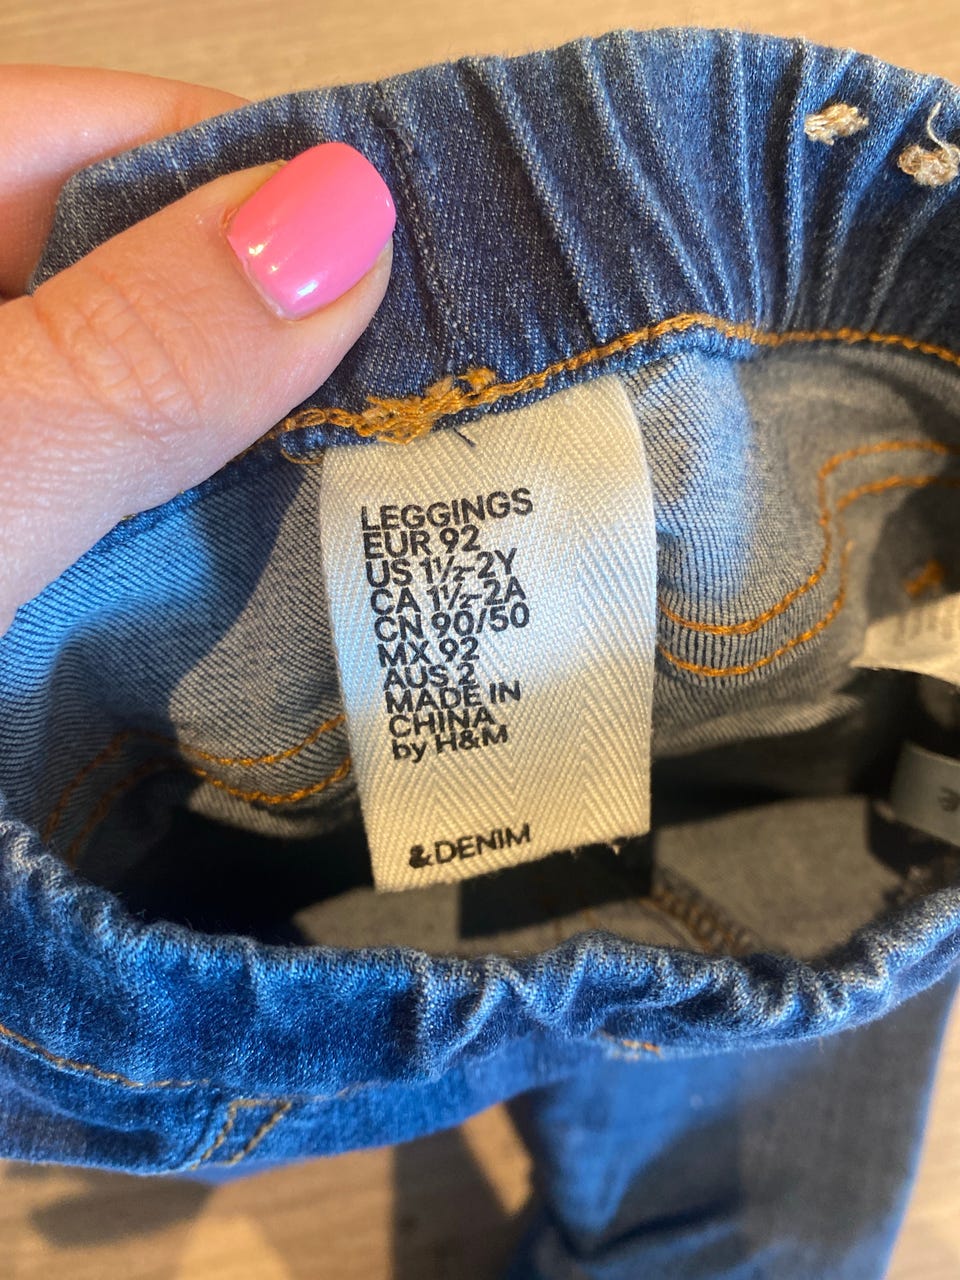 LEGGINGS
EUR 92
US 1½-2Y
CA 1½-2A
CN 90/50
MX 92
AUS 2
MADE IN
CHINA
by H&M
&DENIM